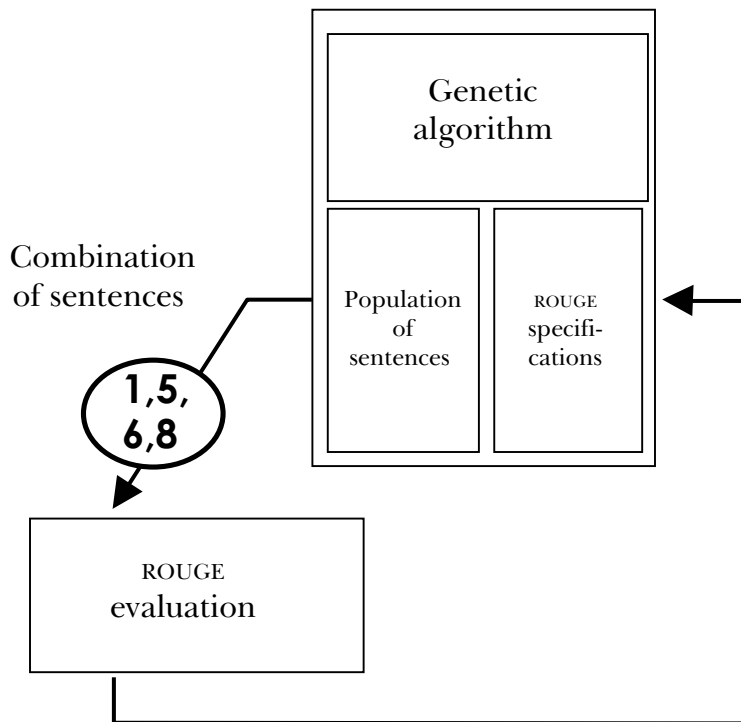 Genetic
algorithm
Combination
of sentences
Population
of
sentences
ROUGE
specifi-
cations
1,5,
6,8
ROUGE
evaluation